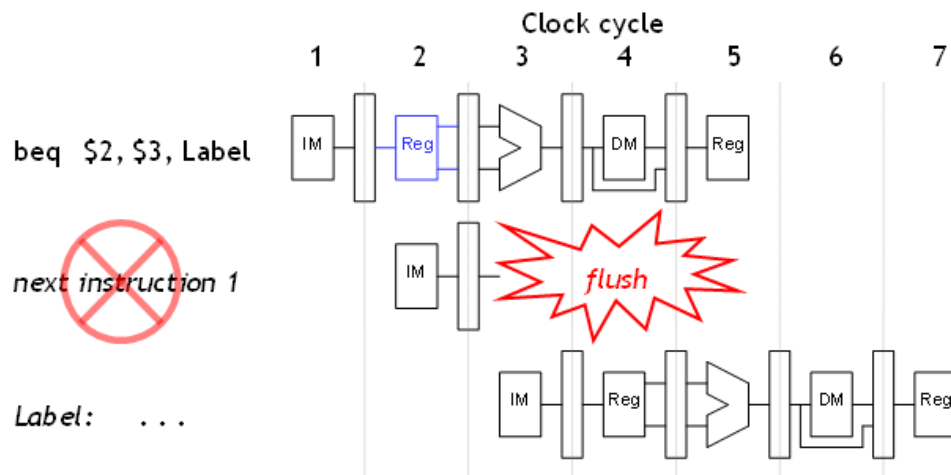 Clock cycle
1 2 3 4 5 6 7
beq $2, $3, Label IM Reg DM Reg
next instruction 1 IM flush
Label: . . . IM Reg DM Reg